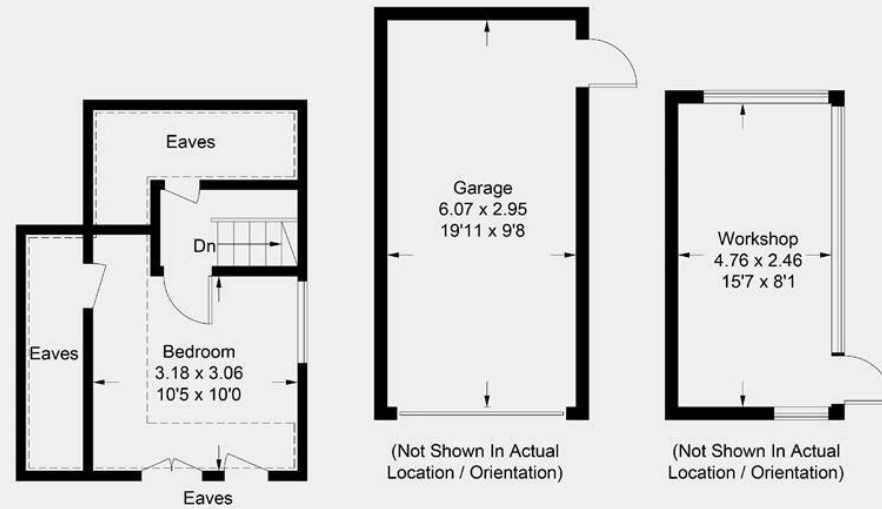 Eaves
Dn
Eaves
Bedroom
3.18 x 3.06
10'5 x 10'0
Eaves
Garage
6.07 x 2.95
19'11 x 9'8
(Not Shown In Actual
Location / Orientation)
Workshop
4.76 x 2.46
15'7 x 8'1
(Not Shown In Actual
Location / Orientation)